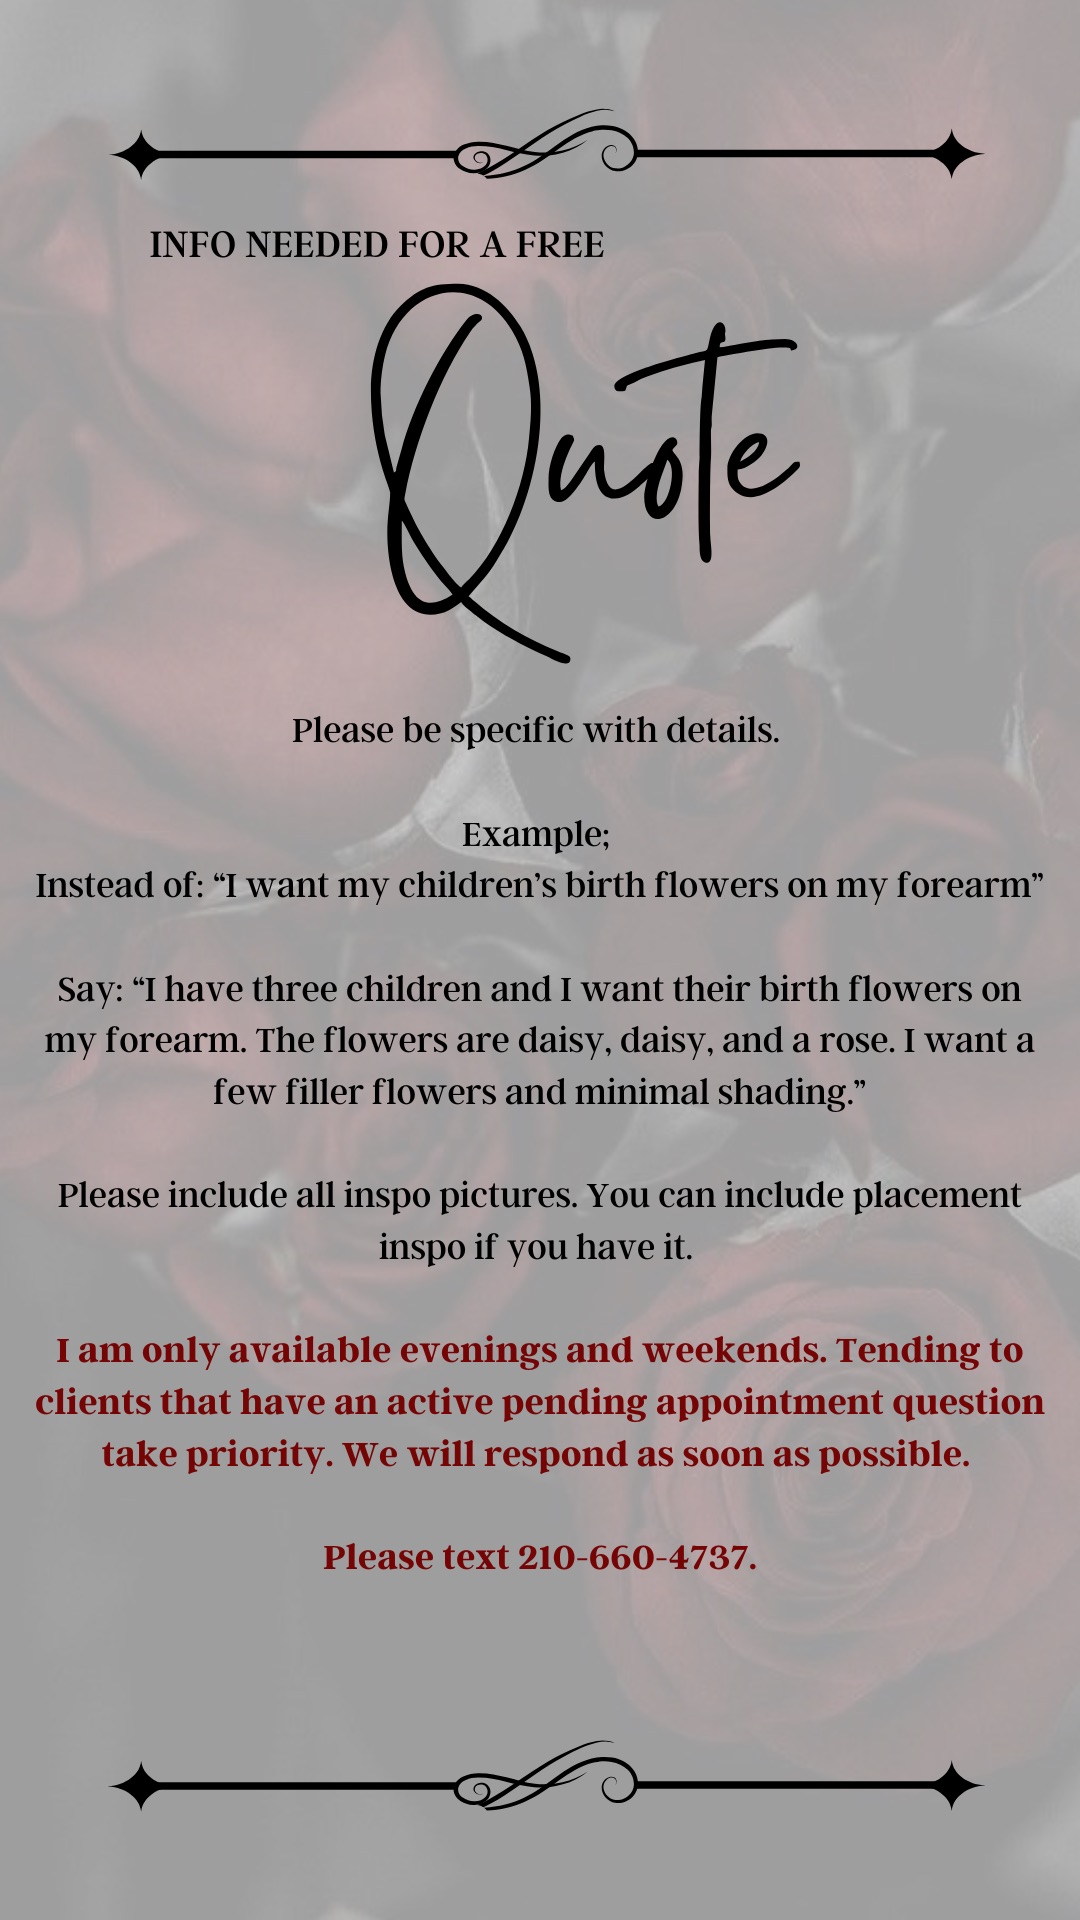 INFO NEEDED FOR A FREE
Quote
Please be specific with details.
Example;
Instead of: “I want my children’s birth flowers on my forearm”
Say: “I have three children and I want their birth flowers on
my forearm. The flowers are daisy, daisy, and a rose. I want a
few filler flowers and minimal shading.”
Please include all inspo pictures. You can include placement
inspo if you have it.
I am only available evenings and weekends. Tending to
clients that have an active pending appointment question
take priority. We will respond as soon as possible.
Please text 210-660-4737.